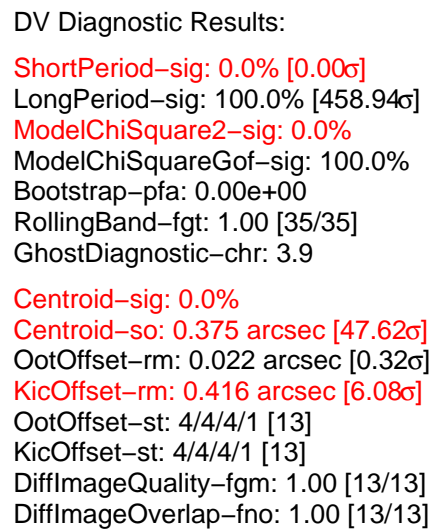 DV Diagnostic Results:
ShortPeriod−sig: 0.0% [0.00σ]
LongPeriod−sig: 100.0% [458.94σ]
ModelChiSquare2−sig: 0.0%
ModelChiSquareGof−sig: 100.0%
Bootstrap−pfa: 0.00e+00
RollingBand−fgt: 1.00 [35/35]
GhostDiagnostic−chr: 3.9
Centroid−sig: 0.0%
Centroid−so: 0.375 arcsec [47.62σ]
OotOffset−rm: 0.022 arcsec [0.32σ]
KicOffset−rm: 0.416 arcsec [6.08σ]
OotOffset−st: 4/4/4/1 [13]
KicOffset−st: 4/4/4/1 [13]
DiffImageQuality−fgm: 1.00 [13/13]
DiffImageOverlap−fno: 1.00 [13/13]